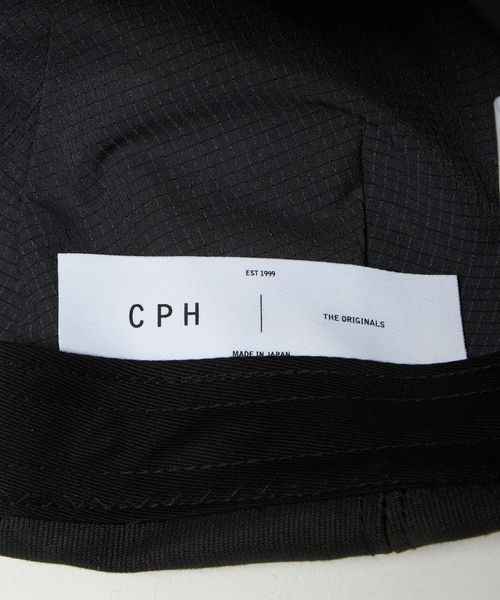 EST 1999
CPH
THE ORIGINALS
MADE IN JAPAN